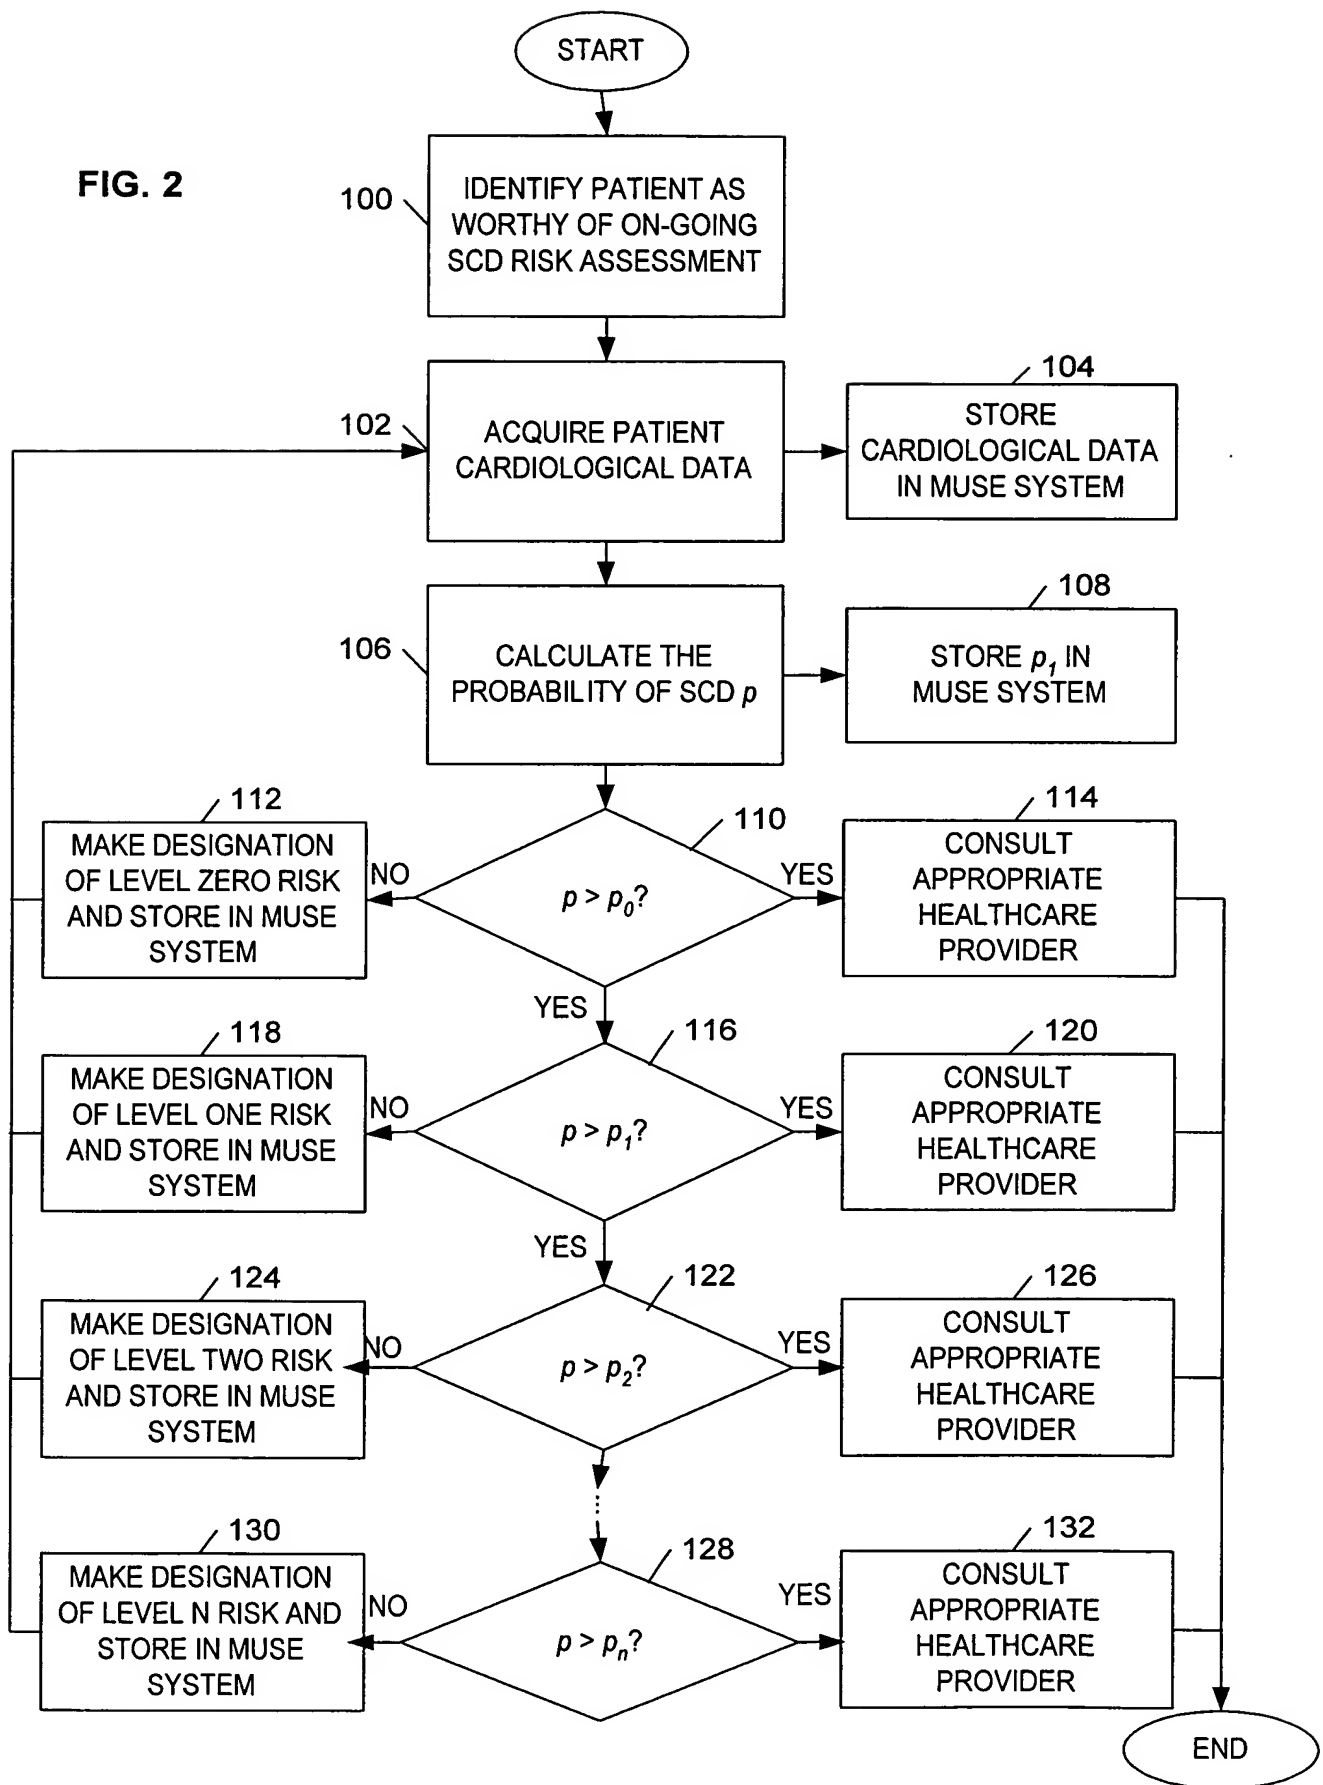 START
FIG. 2
100
IDENTIFY PATIENT AS
WORTHY OF ON-GOING
SCD RISK ASSESSMENT
102
ACQUIRE PATIENT
CARDIOLOGICAL DATA
104
STORE
CARDIOLOGICAL DATA
IN MUSE SYSTEM
106
CALCULATE THE
PROBABILITY OF SCD p
108
STORE p1 IN
MUSE SYSTEM
112
MAKE DESIGNATION
OF LEVEL ZERO RISK
AND STORE IN MUSE
SYSTEM
NO
110
p > p0?
YES
114
CONSULT
APPROPRIATE
HEALTHCARE
PROVIDER
YES
118
MAKE DESIGNATION
OF LEVEL ONE RISK
AND STORE IN MUSE
SYSTEM
NO
116
p > p1?
YES
120
CONSULT
APPROPRIATE
HEALTHCARE
PROVIDER
YES
124
MAKE DESIGNATION
OF LEVEL TWO RISK
AND STORE IN MUSE
SYSTEM
NO
122
p > p2?
YES
126
CONSULT
APPROPRIATE
HEALTHCARE
PROVIDER
130
MAKE DESIGNATION
OF LEVEL N RISK AND
STORE IN MUSE
SYSTEM
NO
128
p > pn?
YES
132
CONSULT
APPROPRIATE
HEALTHCARE
PROVIDER
END